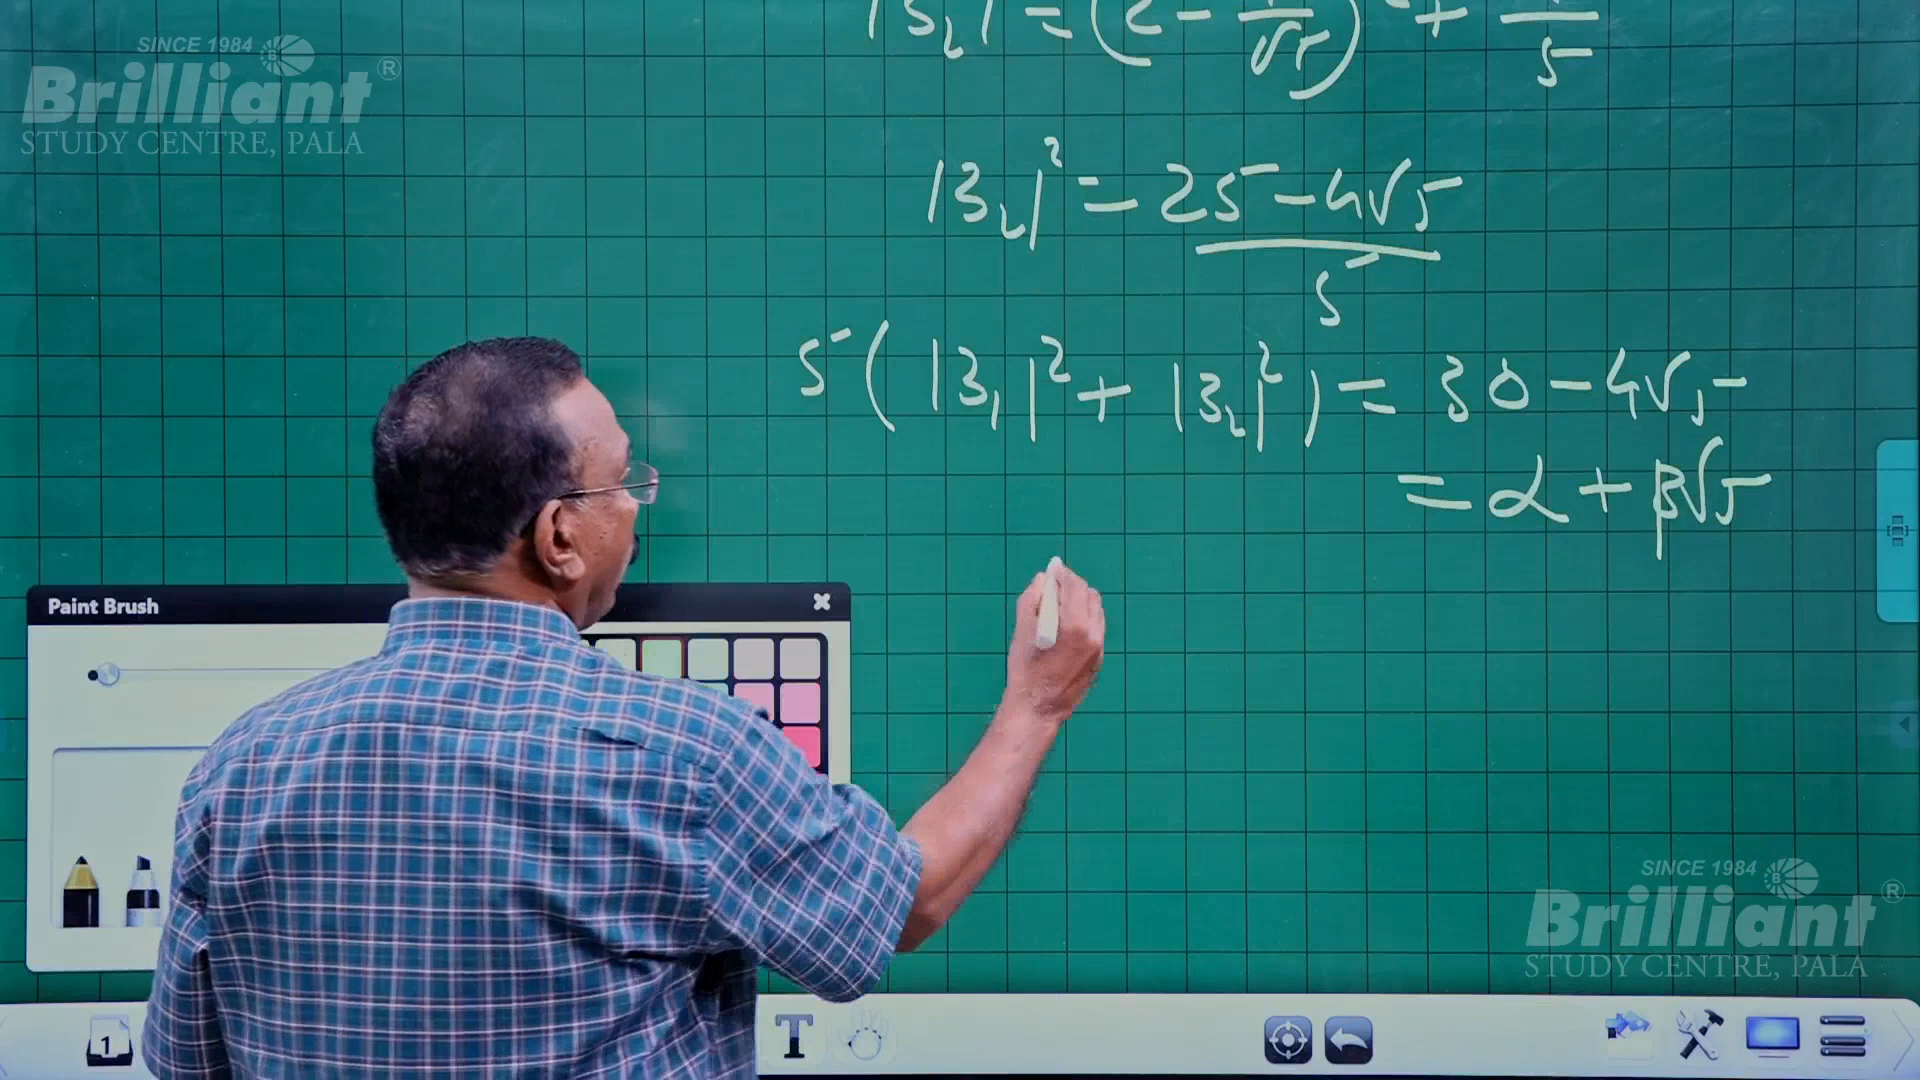 SINCE 1984
Brilliant®
STUDY CENTRE, PALA
|z₂|² = 25 - 4√5 / 5
5(|z₁|² + |z₂|²) = 30 - 4√5
= α + β√5
Paint Brush
1
T
SINCE 1984
Brilliant®
STUDY CENTRE, PALA